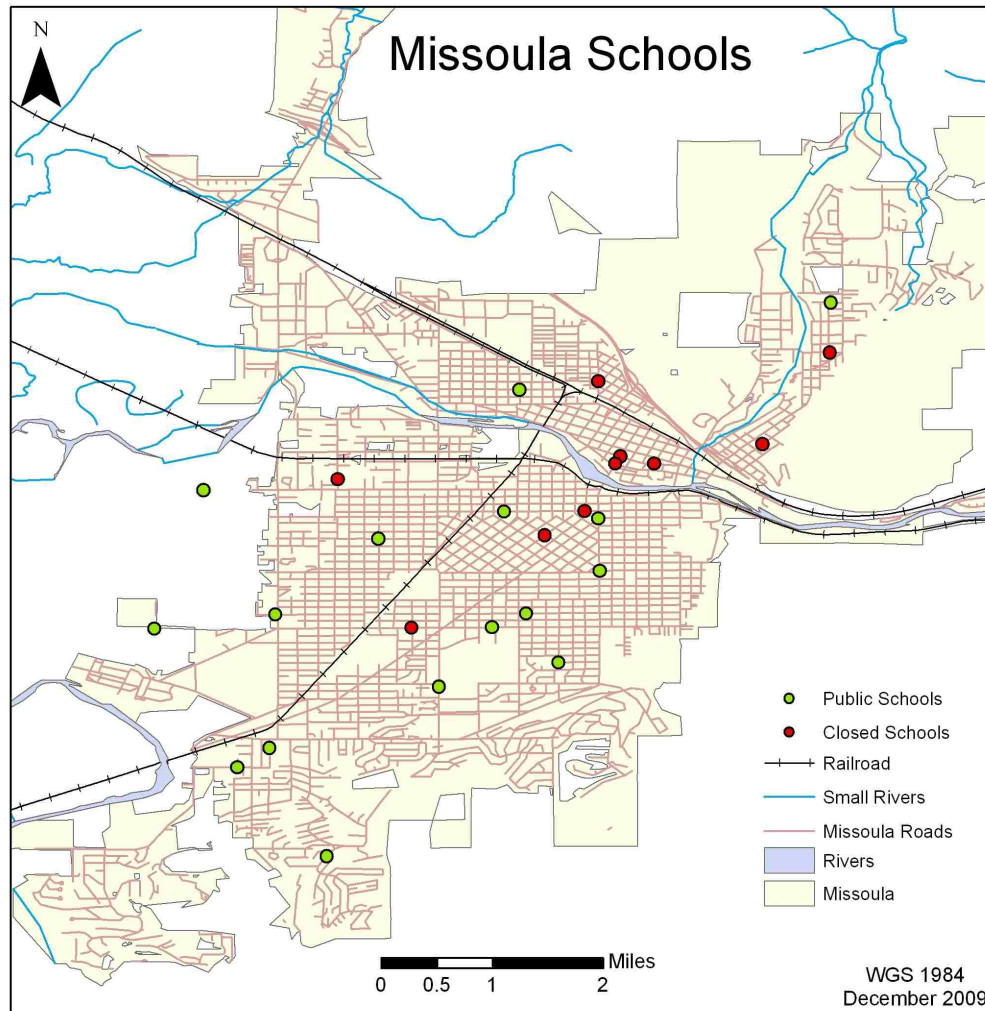 N
Missoula Schools
Public Schools
Closed Schools
Railroad
Small Rivers
Missoula Roads
Rivers
Missoula
Miles
0 0.5 1 2
WGS 1984
December 2009